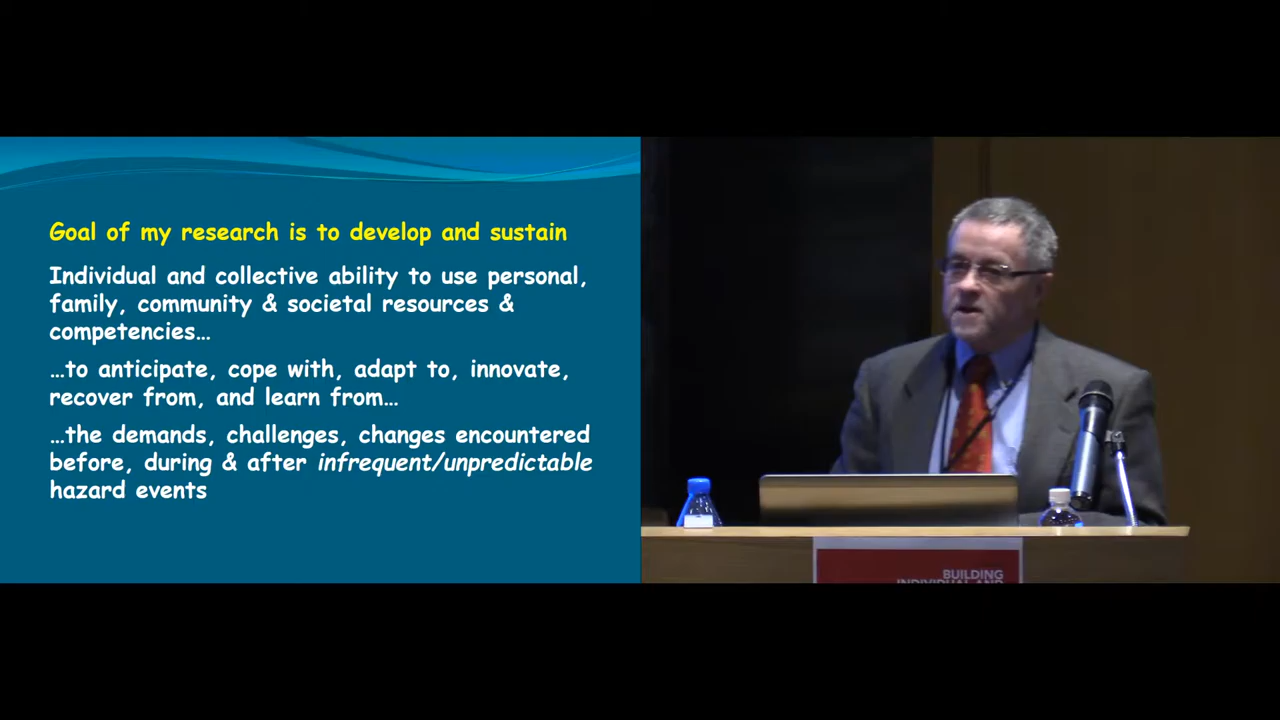 Goal of my research is to develop and sustain
Individual and collective ability to use personal,
family, community & societal resources &
competencies…
…to anticipate, cope with, adapt to, innovate,
recover from, and learn from…
…the demands, challenges, changes encountered
before, during & after infrequent/unpredictable
hazard events
BUILDING
INDIVIDUAL AND